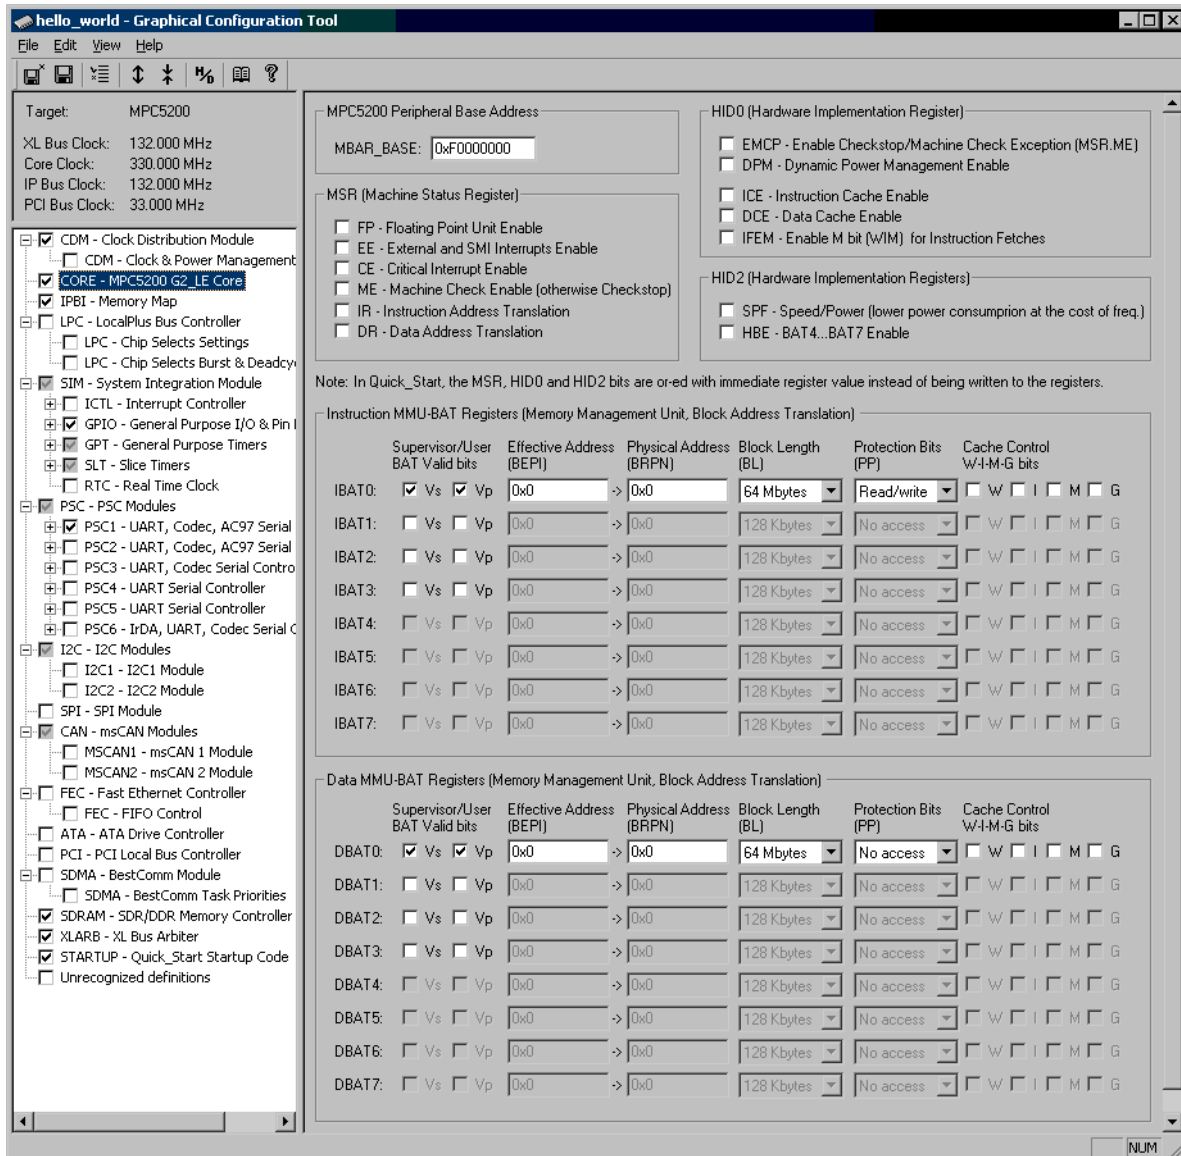 hello_world - Graphical Configuration Tool
File Edit View Help
Target: MPC5200
XL Bus Clock: 132.000 MHz
Core Clock: 330.000 MHz
IP Bus Clock: 132.000 MHz
PCI Bus Clock: 33.000 MHz
CDM - Clock Distribution Module
CDM - Clock & Power Management
CORE - MPC5200 G2_LE Core
IPBI - Memory Map
LPC - LocalPlus Bus Controller
LPC - Chip Selects Settings
LPC - Chip Selects Burst & Deadcy
SIM - System Integration Module
ICTL - Interrupt Controller
GPIO - General Purpose I/O & Pin
GPT - General Purpose Timers
SLT - Slice Timers
RTC - Real Time Clock
PSC - PSC Modules
PSC1 - UART, Codec, AC97 Serial
PSC2 - UART, Codec, AC97 Serial
PSC3 - UART, Codec Serial Contro
PSC4 - UART Serial Controller
PSC5 - UART Serial Controller
PSC6 - IrDA, UART, Codec Serial C
I2C - I2C Modules
I2C1 - I2C1 Module
I2C2 - I2C2 Module
SPI - SPI Module
CAN - msCAN Modules
MSCAN1 - msCAN 1 Module
MSCAN2 - msCAN 2 Module
FEC - Fast Ethernet Controller
FEC - FIFO Control
ATA - ATA Drive Controller
PCI - PCI Local Bus Controller
SDMA - BestComm Module
SDMA - BestComm Task Priorities
SDRAM - SDR/DDR Memory Controller
XLARB - XL Bus Arbiter
STARTUP - Quick_Start Startup Code
Unrecognized definitions
MPC5200 Peripheral Base Address
MBAR_BASE: 0xF0000000
MSR (Machine Status Register)
FP - Floating Point Unit Enable
EE - External and SMI Interrupts Enable
CE - Critical Interrupt Enable
ME - Machine Check Enable (otherwise Checkstop)
IR - Instruction Address Translation
DR - Data Address Translation
HID0 (Hardware Implementation Register)
EMCP - Enable Checkstop/Machine Check Exception (MSR.ME)
DPM - Dynamic Power Management Enable
ICE - Instruction Cache Enable
DCE - Data Cache Enable
IFEM - Enable M bit (WIM) for Instruction Fetches
HID2 (Hardware Implementation Registers)
SPF - Speed/Power (lower power consumprion at the cost of freq.)
HBE - BAT4...BAT7 Enable
Note: In Quick_Start, the MSR, HID0 and HID2 bits are or-ed with immediate register value instead of being written to the registers.
Instruction MMU-BAT Registers (Memory Management Unit, Block Address Translation)
Supervisor/User Effective Address Physical Address Block Length Protection Bits Cache Control
BAT Valid bits (BEPI) (BRPN) (BL) (PP) W-I-M-G bits
IBAT0: Vs Vp 0x0 -> 0x0 64 Mbytes Read/write W I M G
IBAT1: Vs Vp 0x0 -> 0x0 128 Kbytes No access W I M G
IBAT2: Vs Vp 0x0 -> 0x0 128 Kbytes No access W I M G
IBAT3: Vs Vp 0x0 -> 0x0 128 Kbytes No access W I M G
IBAT4: Vs Vp 0x0 -> 0x0 128 Kbytes No access W I M G
IBAT5: Vs Vp 0x0 -> 0x0 128 Kbytes No access W I M G
IBAT6: Vs Vp 0x0 -> 0x0 128 Kbytes No access W I M G
IBAT7: Vs Vp 0x0 -> 0x0 128 Kbytes No access W I M G
Data MMU-BAT Registers (Memory Management Unit, Block Address Translation)
Supervisor/User Effective Address Physical Address Block Length Protection Bits Cache Control
BAT Valid bits (BEPI) (BRPN) (BL) (PP) W-I-M-G bits
DBAT0: Vs Vp 0x0 -> 0x0 64 Mbytes No access W I M G
DBAT1: Vs Vp 0x0 -> 0x0 128 Kbytes No access W I M G
DBAT2: Vs Vp 0x0 -> 0x0 128 Kbytes No access W I M G
DBAT3: Vs Vp 0x0 -> 0x0 128 Kbytes No access W I M G
DBAT4: Vs Vp 0x0 -> 0x0 128 Kbytes No access W I M G
DBAT5: Vs Vp 0x0 -> 0x0 128 Kbytes No access W I M G
DBAT6: Vs Vp 0x0 -> 0x0 128 Kbytes No access W I M G
DBAT7: Vs Vp 0x0 -> 0x0 128 Kbytes No access W I M G
NUM